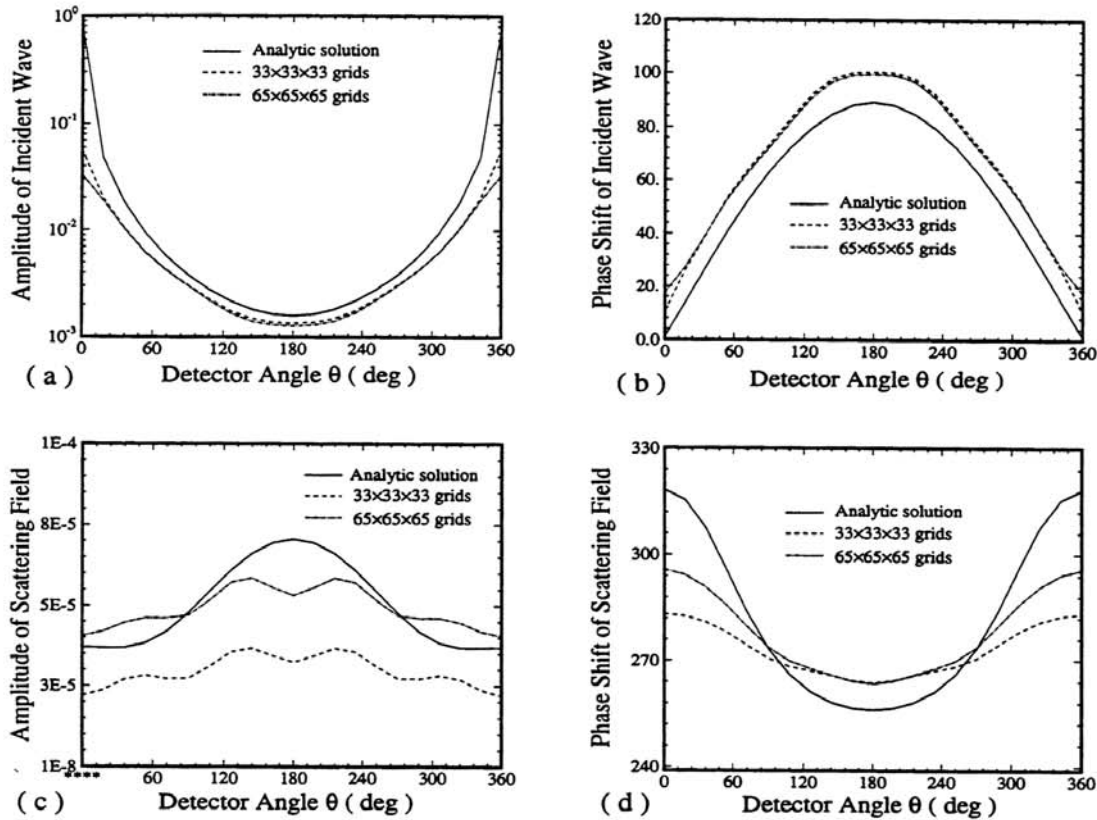 Amplitude of Incident Wave
10⁰
10⁻¹
10⁻²
10⁻³
Analytic solution
33×33×33 grids
65×65×65 grids
0 60 120 180 240 300 360
( a ) Detector Angle θ ( deg )
Phase Shift of Incident Wave
120
100
80.
60.
40.
20.
0.0
Analytic solution
33×33×33 grids
65×65×65 grids
0 60 120 180 240 300 360
( b ) Detector Angle θ ( deg )
Amplitude of Scattering Field
1E-4
8E-5
5E-5
3E-5
1E-8
Analytic solution
33×33×33 grids
65×65×65 grids
**** 60 120 180 240 300 360
( c ) Detector Angle θ ( deg )
Phase Shift of Scattering Field
330
300
270
240
Analytic solution
33×33×33 grids
65×65×65 grids
0 60 120 180 240 300 360
( d ) Detector Angle θ ( deg )